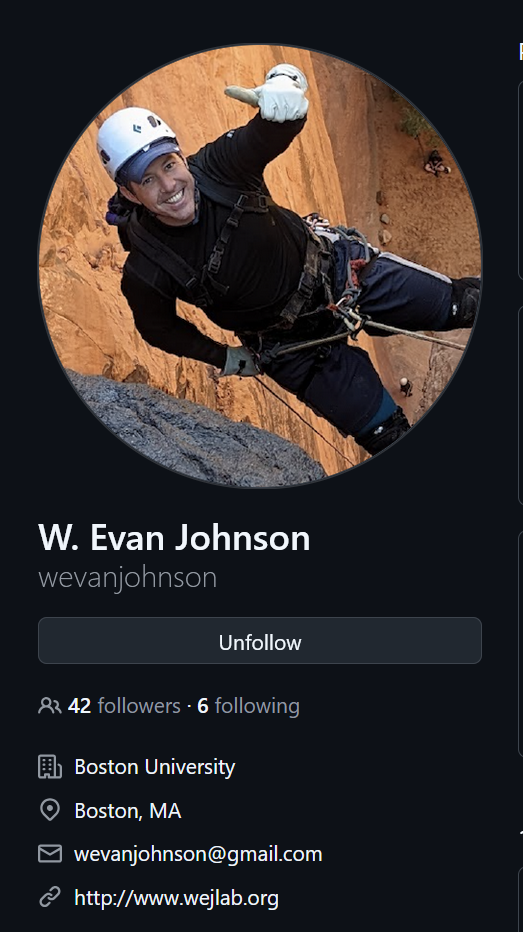 W. Evan Johnson
wevanjohnson
Unfollow
42 followers · 6 following
Boston University
Boston, MA
wevanjohnson@gmail.com
http://www.wejlab.org